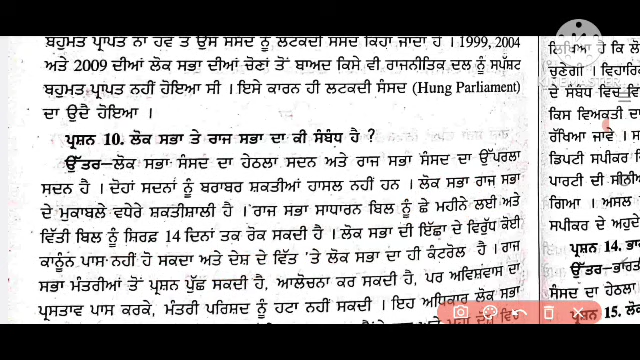 ਬਹੁਮਤ ਪ੍ਰਾਪਤ ਨਾ ਹੋਵੇ ਤਾਂ ਉਸ ਸੰਸਦ ਨੂੰ ਲਟਕਦੀ ਸੰਸਦ ਕਿਹਾ ਜਾਂਦਾ ਹੈ । 1999, 2004
ਅਤੇ 2009 ਦੀਆਂ ਲੋਕ ਸਭਾ ਦੀਆਂ ਚੋਣਾਂ ਤੋਂ ਬਾਅਦ ਕਿਸੇ ਵੀ ਰਾਜਨੀਤਿਕ ਦਲ ਨੂੰ ਸਪੱਸ਼ਟ
ਬਹੁਮਤ ਪ੍ਰਾਪਤ ਨਹੀਂ ਹੋਇਆ ਸੀ । ਇਸੇ ਕਾਰਨ ਹੀ ਲਟਕਦੀ ਸੰਸਦ (Hung Parliament)
ਦਾ ਉਦੈ ਹੋਇਆ ।
ਪ੍ਰਸ਼ਨ 10. ਲੋਕ ਸਭਾ ਤੇ ਰਾਜ ਸਭਾ ਦਾ ਕੀ ਸੰਬੰਧ ਹੈ ?
ਉੱਤਰ–ਲੋਕ ਸਭਾ ਸੰਸਦ ਦਾ ਹੇਠਲਾ ਸਦਨ ਅਤੇ ਰਾਜ ਸਭਾ ਸੰਸਦ ਦਾ ਉੱਪਰਲਾ
ਸਦਨ ਹੈ । ਦੋਹਾਂ ਸਦਨਾਂ ਨੂੰ ਬਰਾਬਰ ਸ਼ਕਤੀਆਂ ਹਾਸਲ ਨਹੀਂ ਹਨ । ਲੋਕ ਸਭਾ ਰਾਜ ਸਭਾ
ਦੇ ਮੁਕਾਬਲੇ ਵਧੇਰੇ ਸ਼ਕਤੀਸ਼ਾਲੀ ਹੈ । ਰਾਜ ਸਭਾ ਸਾਧਾਰਨ ਬਿਲ ਨੂੰ ਛੇ ਮਹੀਨੇ ਲਈ ਅਤੇ
ਵਿੱਤੀ ਬਿਲ ਨੂੰ ਸਿਰਫ਼ 14 ਦਿਨਾਂ ਤਕ ਰੋਕ ਸਕਦੀ ਹੈ । ਲੋਕ ਸਭਾ ਦੀ ਇੱਛਾ ਦੇ ਵਿਰੁੱਧ ਕੋਈ
ਕਾਨੂੰਨ ਪਾਸ ਨਹੀਂ ਹੋ ਸਕਦਾ ਅਤੇ ਦੇਸ਼ ਦੇ ਵਿੱਤ 'ਤੇ ਲੋਕ ਸਭਾ ਦਾ ਹੀ ਕੰਟਰੋਲ ਹੈ । ਰਾਜ
ਸਭਾ ਮੰਤਰੀਆਂ ਤੋਂ ਪ੍ਰਸ਼ਨ ਪੁੱਛ ਸਕਦੀ ਹੈ, ਆਲੋਚਨਾ ਕਰ ਸਕਦੀ ਹੈ, ਪਰ ਅਵਿਸ਼ਵਾਸ ਦਾ
ਪ੍ਰਸਤਾਵ ਪਾਸ ਕਰਕੇ, ਮੰਤਰੀ ਪਰਿਸ਼ਦ ਨੂੰ ਹਟਾ ਨਹੀਂ ਸਕਦੀ । ਇਹ ਅਧਿਕਾਰ ਲੋਕ ਸਭਾ
ਲਿਖਿਆ ਹੈ ਕਿ ਲੋ
ਚੁਣੇਗੀ । ਵਿਹਾਰਿ
ਦੇ ਸੰਬੰਧ ਵਿਚ ਵਿ
ਕਿਸ ਵਿਅਕਤੀ ਦਾ
ਰੱਖਿਆ ਜਾਵੇ । ਸ
ਡਿਪਟੀ ਸਪੀਕਰ ਵਿ
ਪਾਰਟੀ ਦੀ ਸੀਨੀਆ
ਗਿਆ । ਅਸਲ
ਸਪੀਕਰ ਦੇ ਅਹੁਦੇ
ਪ੍ਰਸ਼ਨ 14. ਭਾ
ਉੱਤਰ–ਭਾਰਤੀ
ਸੰਸਦ ਦਾ ਹੇਠਲਾ
ਪ੍ਰਸ਼ਨ 15. ਲੋ